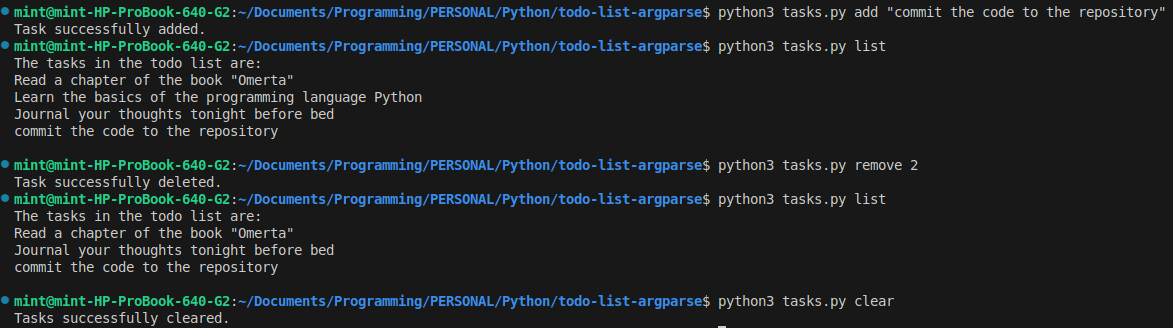 mint@mint-HP-ProBook-640-G2:~/Documents/Programming/PERSONAL/Python/todo-list-argparse$ python3 tasks.py add "commit the code to the repository"
Task successfully added.
mint@mint-HP-ProBook-640-G2:~/Documents/Programming/PERSONAL/Python/todo-list-argparse$ python3 tasks.py list
The tasks in the todo list are:
Read a chapter of the book "Omerta"
Learn the basics of the programming language Python
Journal your thoughts tonight before bed
commit the code to the repository
mint@mint-HP-ProBook-640-G2:~/Documents/Programming/PERSONAL/Python/todo-list-argparse$ python3 tasks.py remove 2
Task successfully deleted.
mint@mint-HP-ProBook-640-G2:~/Documents/Programming/PERSONAL/Python/todo-list-argparse$ python3 tasks.py list
The tasks in the todo list are:
Read a chapter of the book "Omerta"
Journal your thoughts tonight before bed
commit the code to the repository
mint@mint-HP-ProBook-640-G2:~/Documents/Programming/PERSONAL/Python/todo-list-argparse$ python3 tasks.py clear
Tasks successfully cleared.